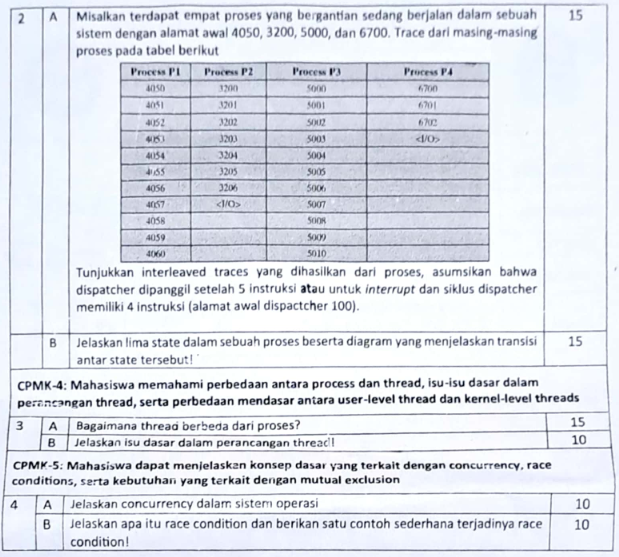 2 A Misalkan terdapat empat proses yang bergantian sedang berjalan dalam sebuah 15
sistem dengan alamat awal 4050, 3200, 5000, dan 6700. Trace dari masing-masing
proses pada tabel berikut
Process P1 Process P2 Process P3 Process P4
4050 3200 5000 6700
4051 3201 5001 6701
4052 3202 5002 6702
4053 3203 5003 <I/O>
4054 3204 5004
4055 3205 5005
4056 3206 5006
4057 <I/O> 5007
4058 5008
4059 5009
4060 5010
Tunjukkan interleaved traces yang dihasilkan dari proses, asumsikan bahwa
dispatcher dipanggil setelah 5 instruksi atau untuk interrupt dan siklus dispatcher
memiliki 4 instruksi (alamat awal dispactcher 100).
B Jelaskan lima state dalam sebuah proses beserta diagram yang menjelaskan transisi 15
antar state tersebut!
CPMK-4: Mahasiswa memahami perbedaan antara process dan thread, isu-isu dasar dalam
perancangan thread, serta perbedaan mendasar antara user-level thread dan kernel-level threads
3 A Bagaimana thread berbeda dari proses? 15
B Jelaskan isu dasar dalam perancangan thread! 10
CPMK-5: Mahasiswa dapat menjelaskan konsep dasar yang terkait dengan concurrency, race
conditions, serta kebutuhan yang terkait dengan mutual exclusion
4 A Jelaskan concurrency dalam sistem operasi 10
B Jelaskan apa itu race condition dan berikan satu contoh sederhana terjadinya race 10
condition!